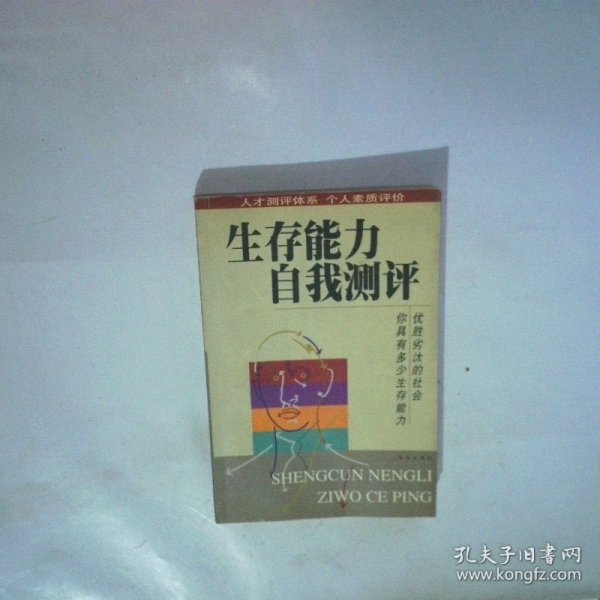 人才测评体系 个人素质评价
生存能力
自我测评
优胜劣汰的社会
你具有多少生存能力
SHENGCUN NENGLI
ZIWO CE PING
孔夫子旧书网
www.kongfz.com